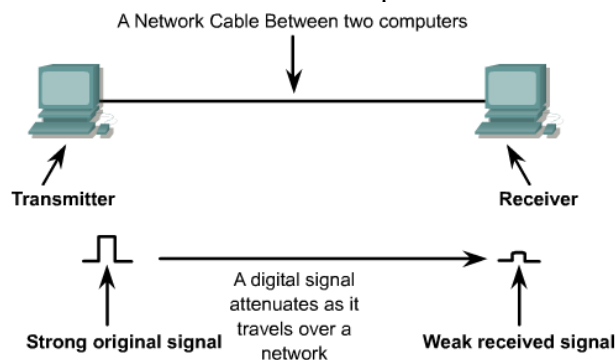 A Network Cable Between two computers
Transmitter
Receiver
A digital signal
attenuates as it
travels over a
network
Strong original signal
Weak received signal